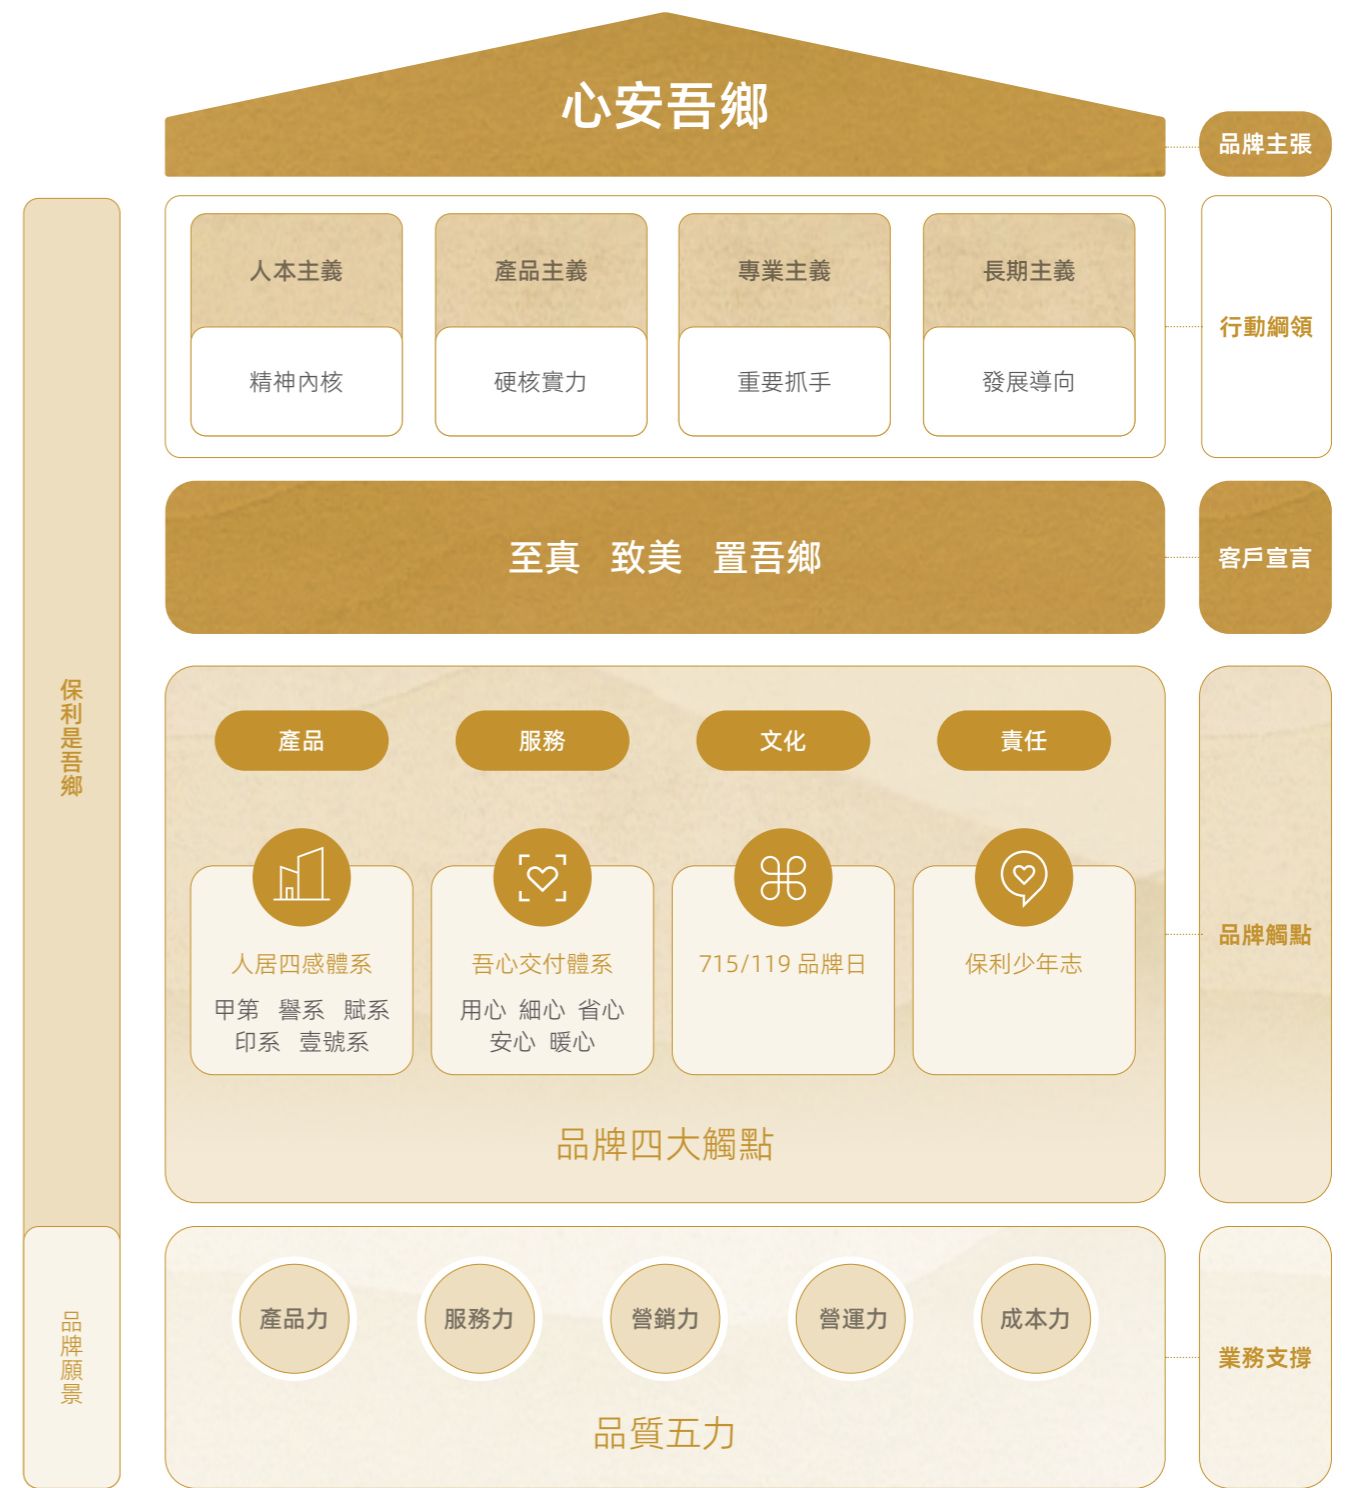 心安吾鄉
品牌主張
人本主義
精神內核
產品主義
硬核實力
專業主義
重要抓手
長期主義
發展導向
行動綱領
至真 致美 置吾鄉
客戶宣言
保利是吾鄉
產品
服務
文化
責任
人居四感體系
甲第 譽系 賦系
印系 壹號系
吾心交付體系
用心 細心 省心
安心 暖心
715/119 品牌日
保利少年志
品牌四大觸點
品牌觸點
品牌願景
產品力
服務力
營銷力
營運力
成本力
品質五力
業務支撐